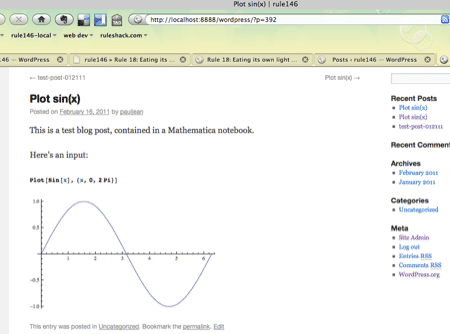 Plot sin(x) | rule146
http://localhost:8888/wordpress/?p=392
rule146-local web dev ruleshack.com
46 — WordPress rule146 » Rule 18: Eating its ... Rule 18: Eating its own light ... Posts ‹ rule146 — WordPress Plot sin(x) | rule146
← test-post-012111 Plot sin(x) →
Plot sin(x)
Posted on February 16, 2011 by pauljean
This is a test blog post, contained in a Mathematica notebook.
Here's an input:
Plot[Sin[x], {x, 0, 2 Pi}]
1.0
0.5
1 2 3 4 5 6
-0.5
-1.0
This entry was posted in Uncategorized. Bookmark the permalink. Edit
Recent Posts
Plot sin(x)
Plot sin(x)
test-post-012111
Recent Comment
Archives
February 2011
January 2011
Categories
Uncategorized
Meta
Site Admin
Log out
Entries RSS
Comments RSS
WordPress.org